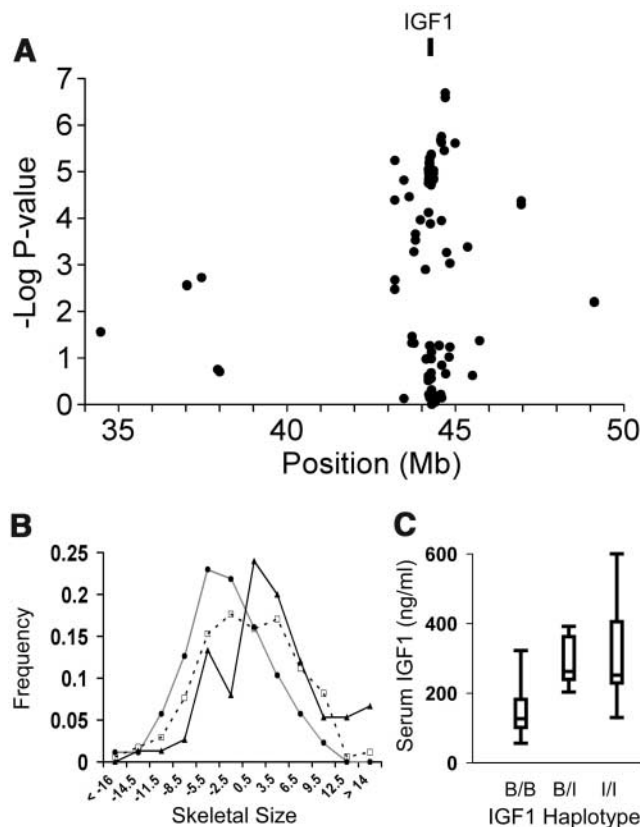 IGF1
A
7
6
5
4
3
2
1
0
-Log P-value
35 40 45 50
Position (Mb)
B
0.25
0.2
0.15
0.1
0.05
0
Frequency
< -16 -14.5 -11.5 -8.5 -5.5 -2.5 0.5 3.5 6.5 9.5 12.5 > 14
Skeletal Size
C
600
400
200
0
Serum IGF1 (ng/ml)
B/B B/I I/I
IGF1 Haplotype